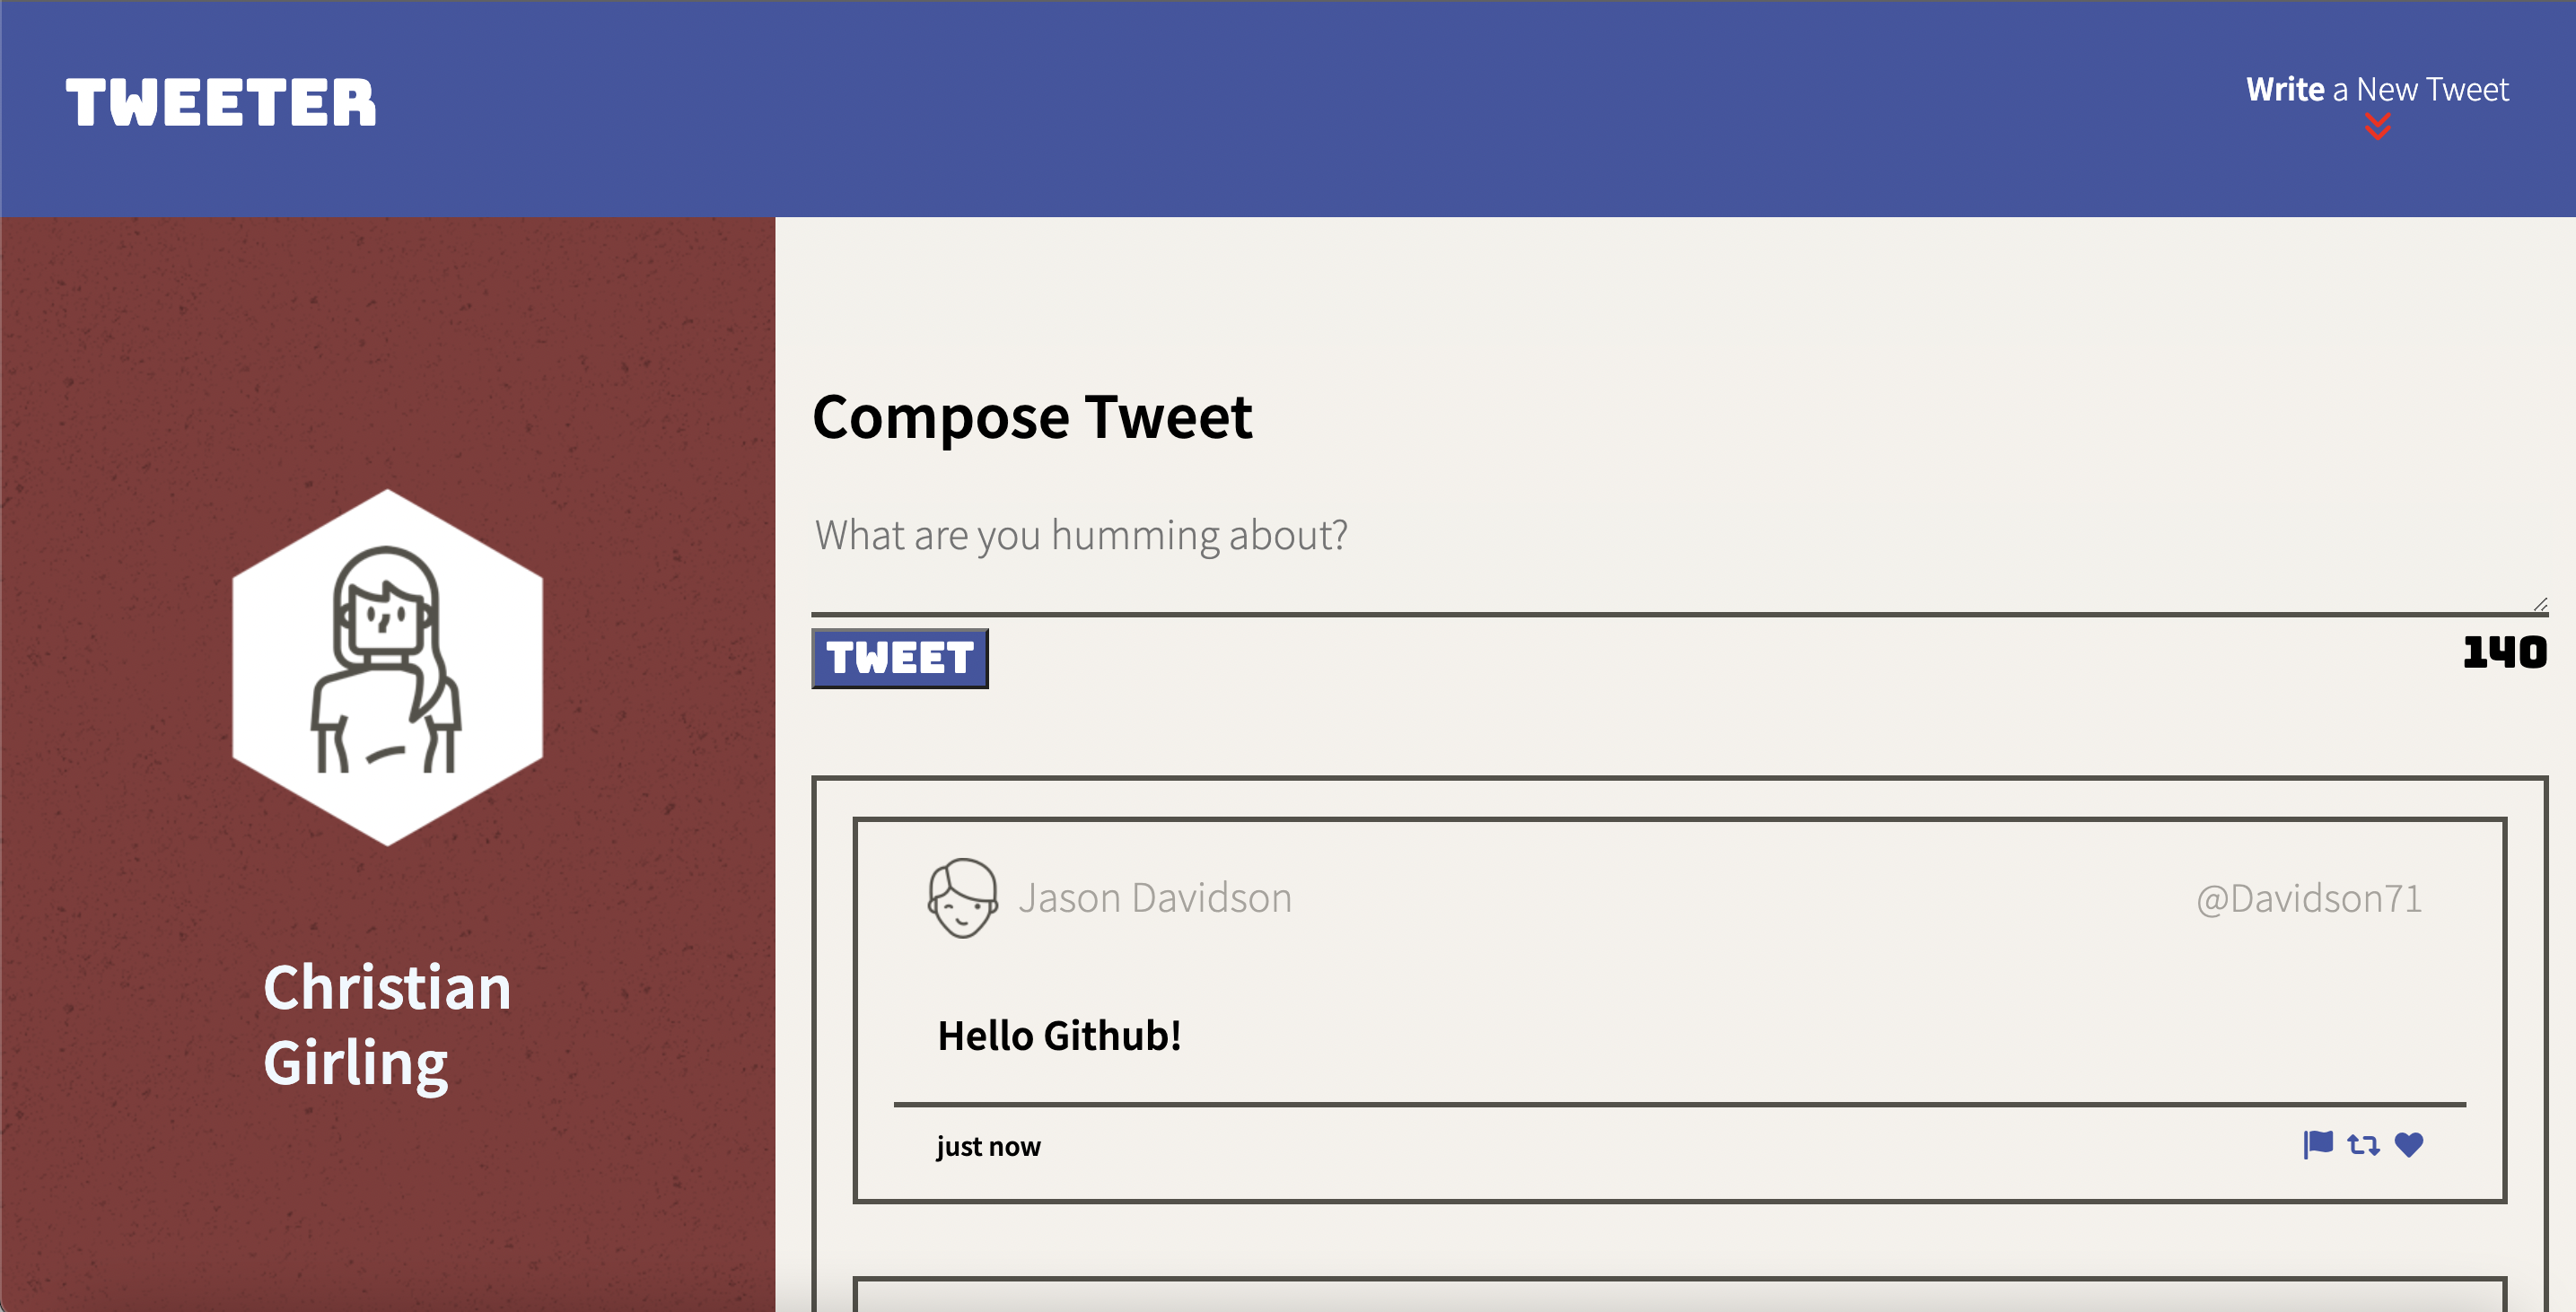 TWEETER
Write a New Tweet
Christian
Girling
Compose Tweet
What are you humming about?
TWEET
140
Jason Davidson
@Davidson71
Hello Github!
just now